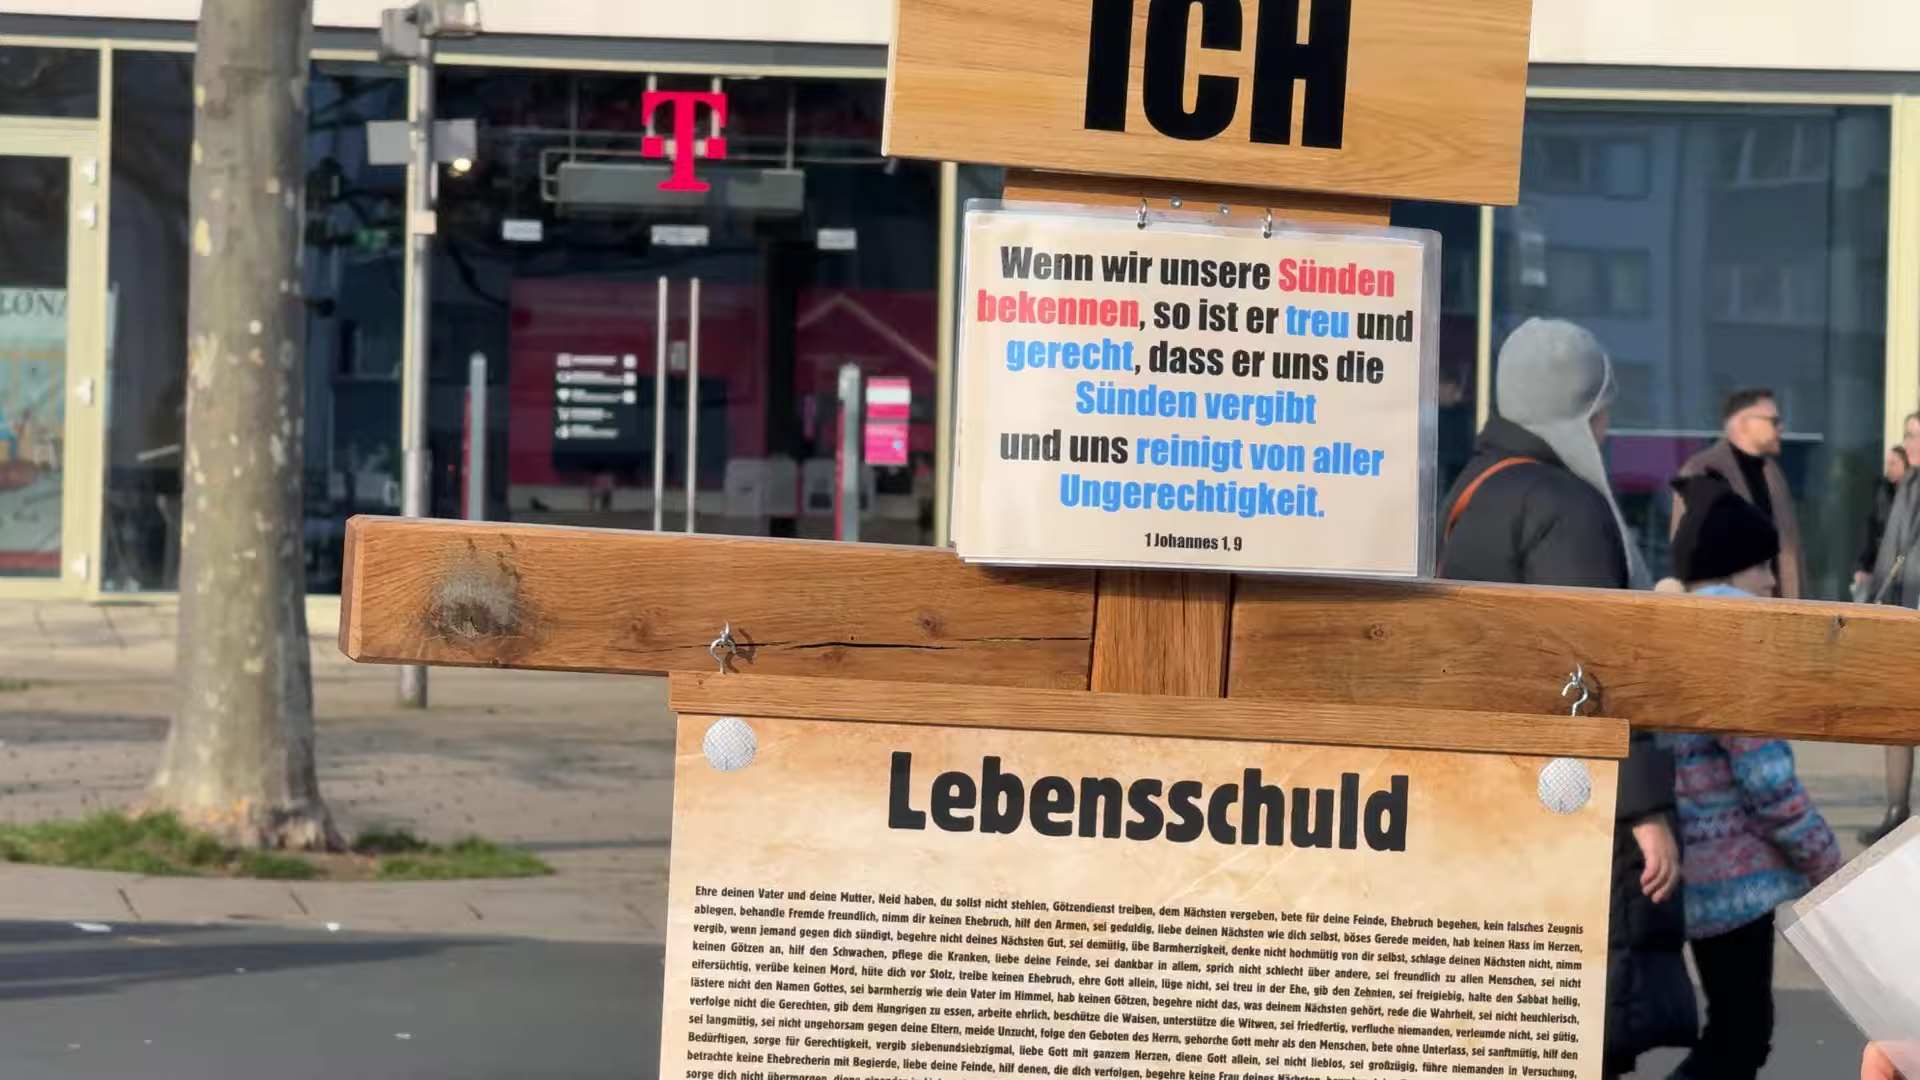 ICH
T
LONA
Wenn wir unsere Sünden
bekennen, so ist er treu und
gerecht, dass er uns die
Sünden vergibt
und uns reinigt von aller
Ungerechtigkeit.
1 Johannes 1, 9
Lebensschuld
Ehre deinen Vater und deine Mutter, Neid haben, du sollst nicht stehlen, Götzendienst treiben, dem Nächsten vergeben, bete für deine Feinde, Ehebruch begehen, kein falsches Zeugnis
ablegen, behandle Fremde freundlich, nimm dir keinen Ehebruch, hilf den Armen, sei geduldig, liebe deinen Nächsten wie dich selbst, böses Gerede meiden, hab keinen Hass im Herzen,
vergib, wenn jemand gegen dich sündigt, begehre nicht deines Nächsten Gut, sei demütig, übe Barmherzigkeit, denke nicht hochmütig von dir selbst, schlage deinen Nächsten nicht, nimm
keinen Götzen an, hilf den Schwachen, pflege die Kranken, liebe deine Feinde, sei dankbar in allem, sprich nicht schlecht über andere, sei freundlich zu allen Menschen, sei nicht
eifersüchtig, verübe keinen Mord, hüte dich vor Stolz, treibe keinen Ehebruch, ehre Gott allein, lüge nicht, sei treu in der Ehe, gib den Zehnten, sei freigiebig, halte den Sabbat heilig,
lästere nicht den Namen Gottes, sei barmherzig wie dein Vater im Himmel, hab keinen Götzen, begehre nicht das, was deinem Nächsten gehört, rede die Wahrheit, sei nicht heuchlerisch,
verfolge nicht die Gerechten, gib dem Hungrigen zu essen, arbeite ehrlich, beschütze die Waisen, unterstütze die Witwen, sei friedfertig, verfluche niemanden, verleumde nicht, sei gütig,
sei langmütig, sei nicht ungehorsam gegen deine Eltern, meide Unzucht, folge den Geboten des Herrn, gehorche Gott mehr als den Menschen, bete ohne Unterlass, sei sanftmütig, hilf den
Bedürftigen, sorge für Gerechtigkeit, vergib siebenundsiebzigmal, liebe Gott mit ganzem Herzen, diene Gott allein, sei nicht lieblos, sei großzügig, führe niemanden in Versuchung,
betrachte keine Ehebrecherin mit Begierde, liebe deine Feinde, hilf denen, die dich verfolgen, begehre keine Frau deines Nächsten,
sorge dich nicht übermorgen,